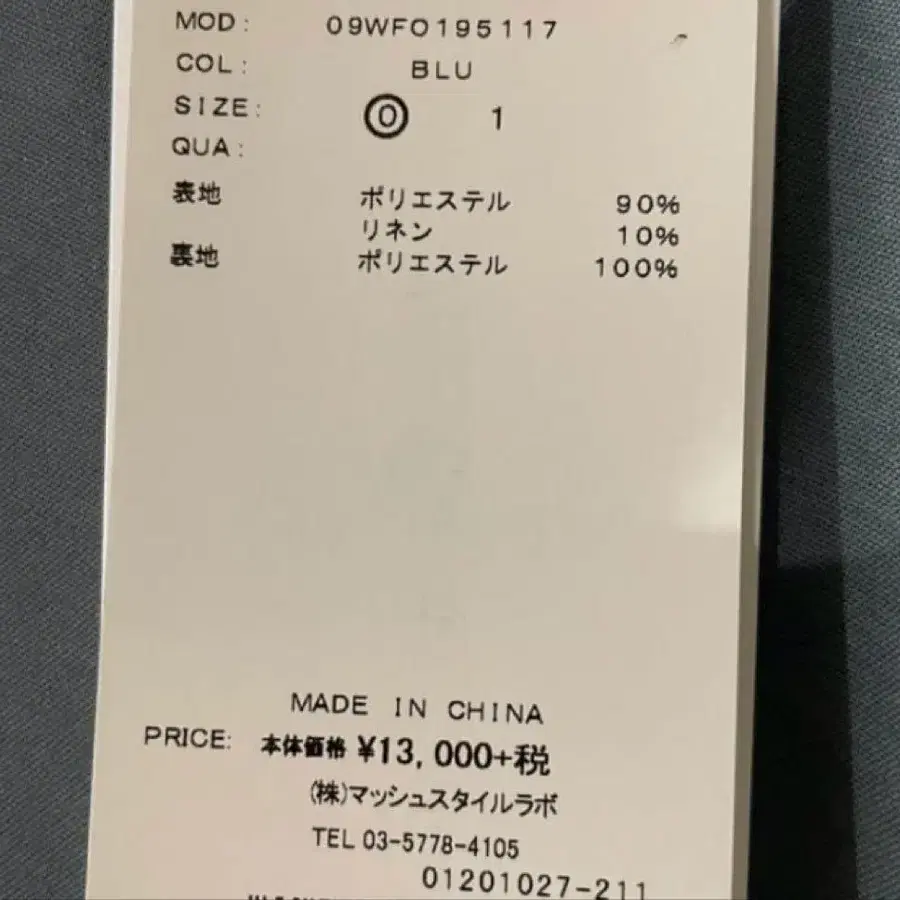 MOD: 09WFO195117
COL: BLU
SIZE: 0 1
QUA:
表地 ポリエステル 90%
リネン 10%
裏地 ポリエステル 100%
MADE IN CHINA
PRICE: 本体価格 ¥13,000+税
(株)マッシュスタイルラボ
TEL 03-5778-4105
01201027-211